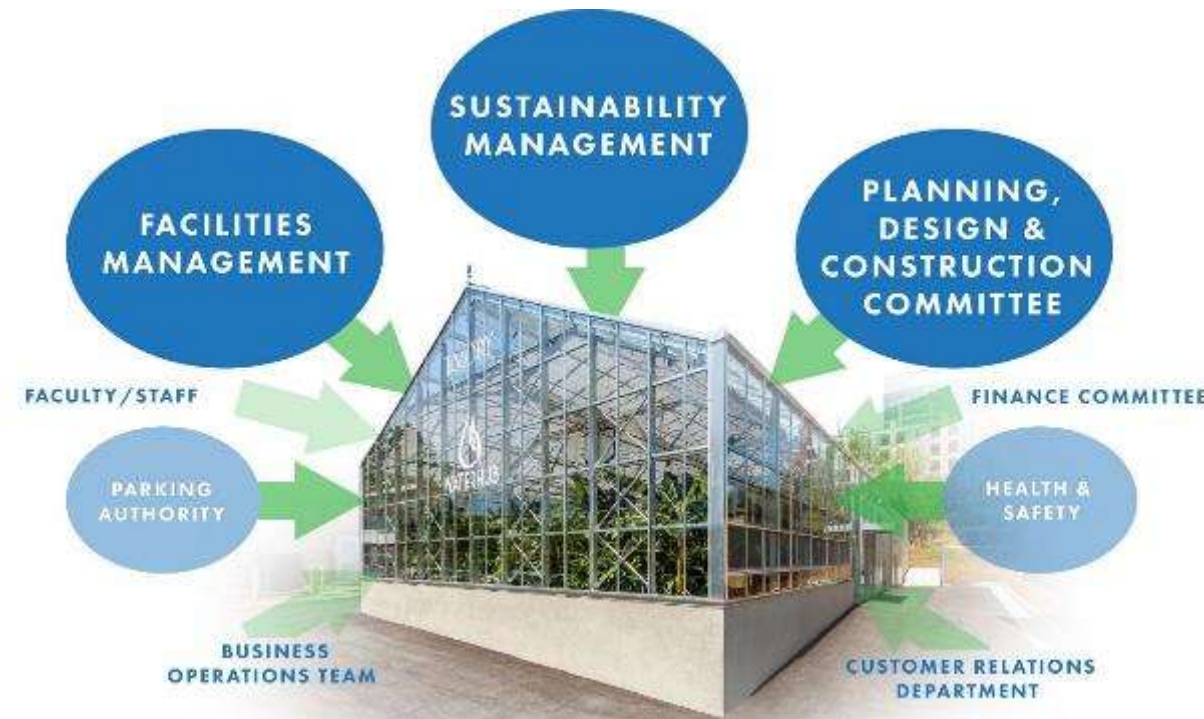 SUSTAINABILITY
MANAGEMENT
FACILITIES
MANAGEMENT
PLANNING,
DESIGN &
CONSTRUCTION
COMMITTEE
FACULTY/STAFF
FINANCE COMMITTEE
PARKING
AUTHORITY
HEALTH &
SAFETY
WATERHUB
BUSINESS
OPERATIONS TEAM
CUSTOMER RELATIONS
DEPARTMENT